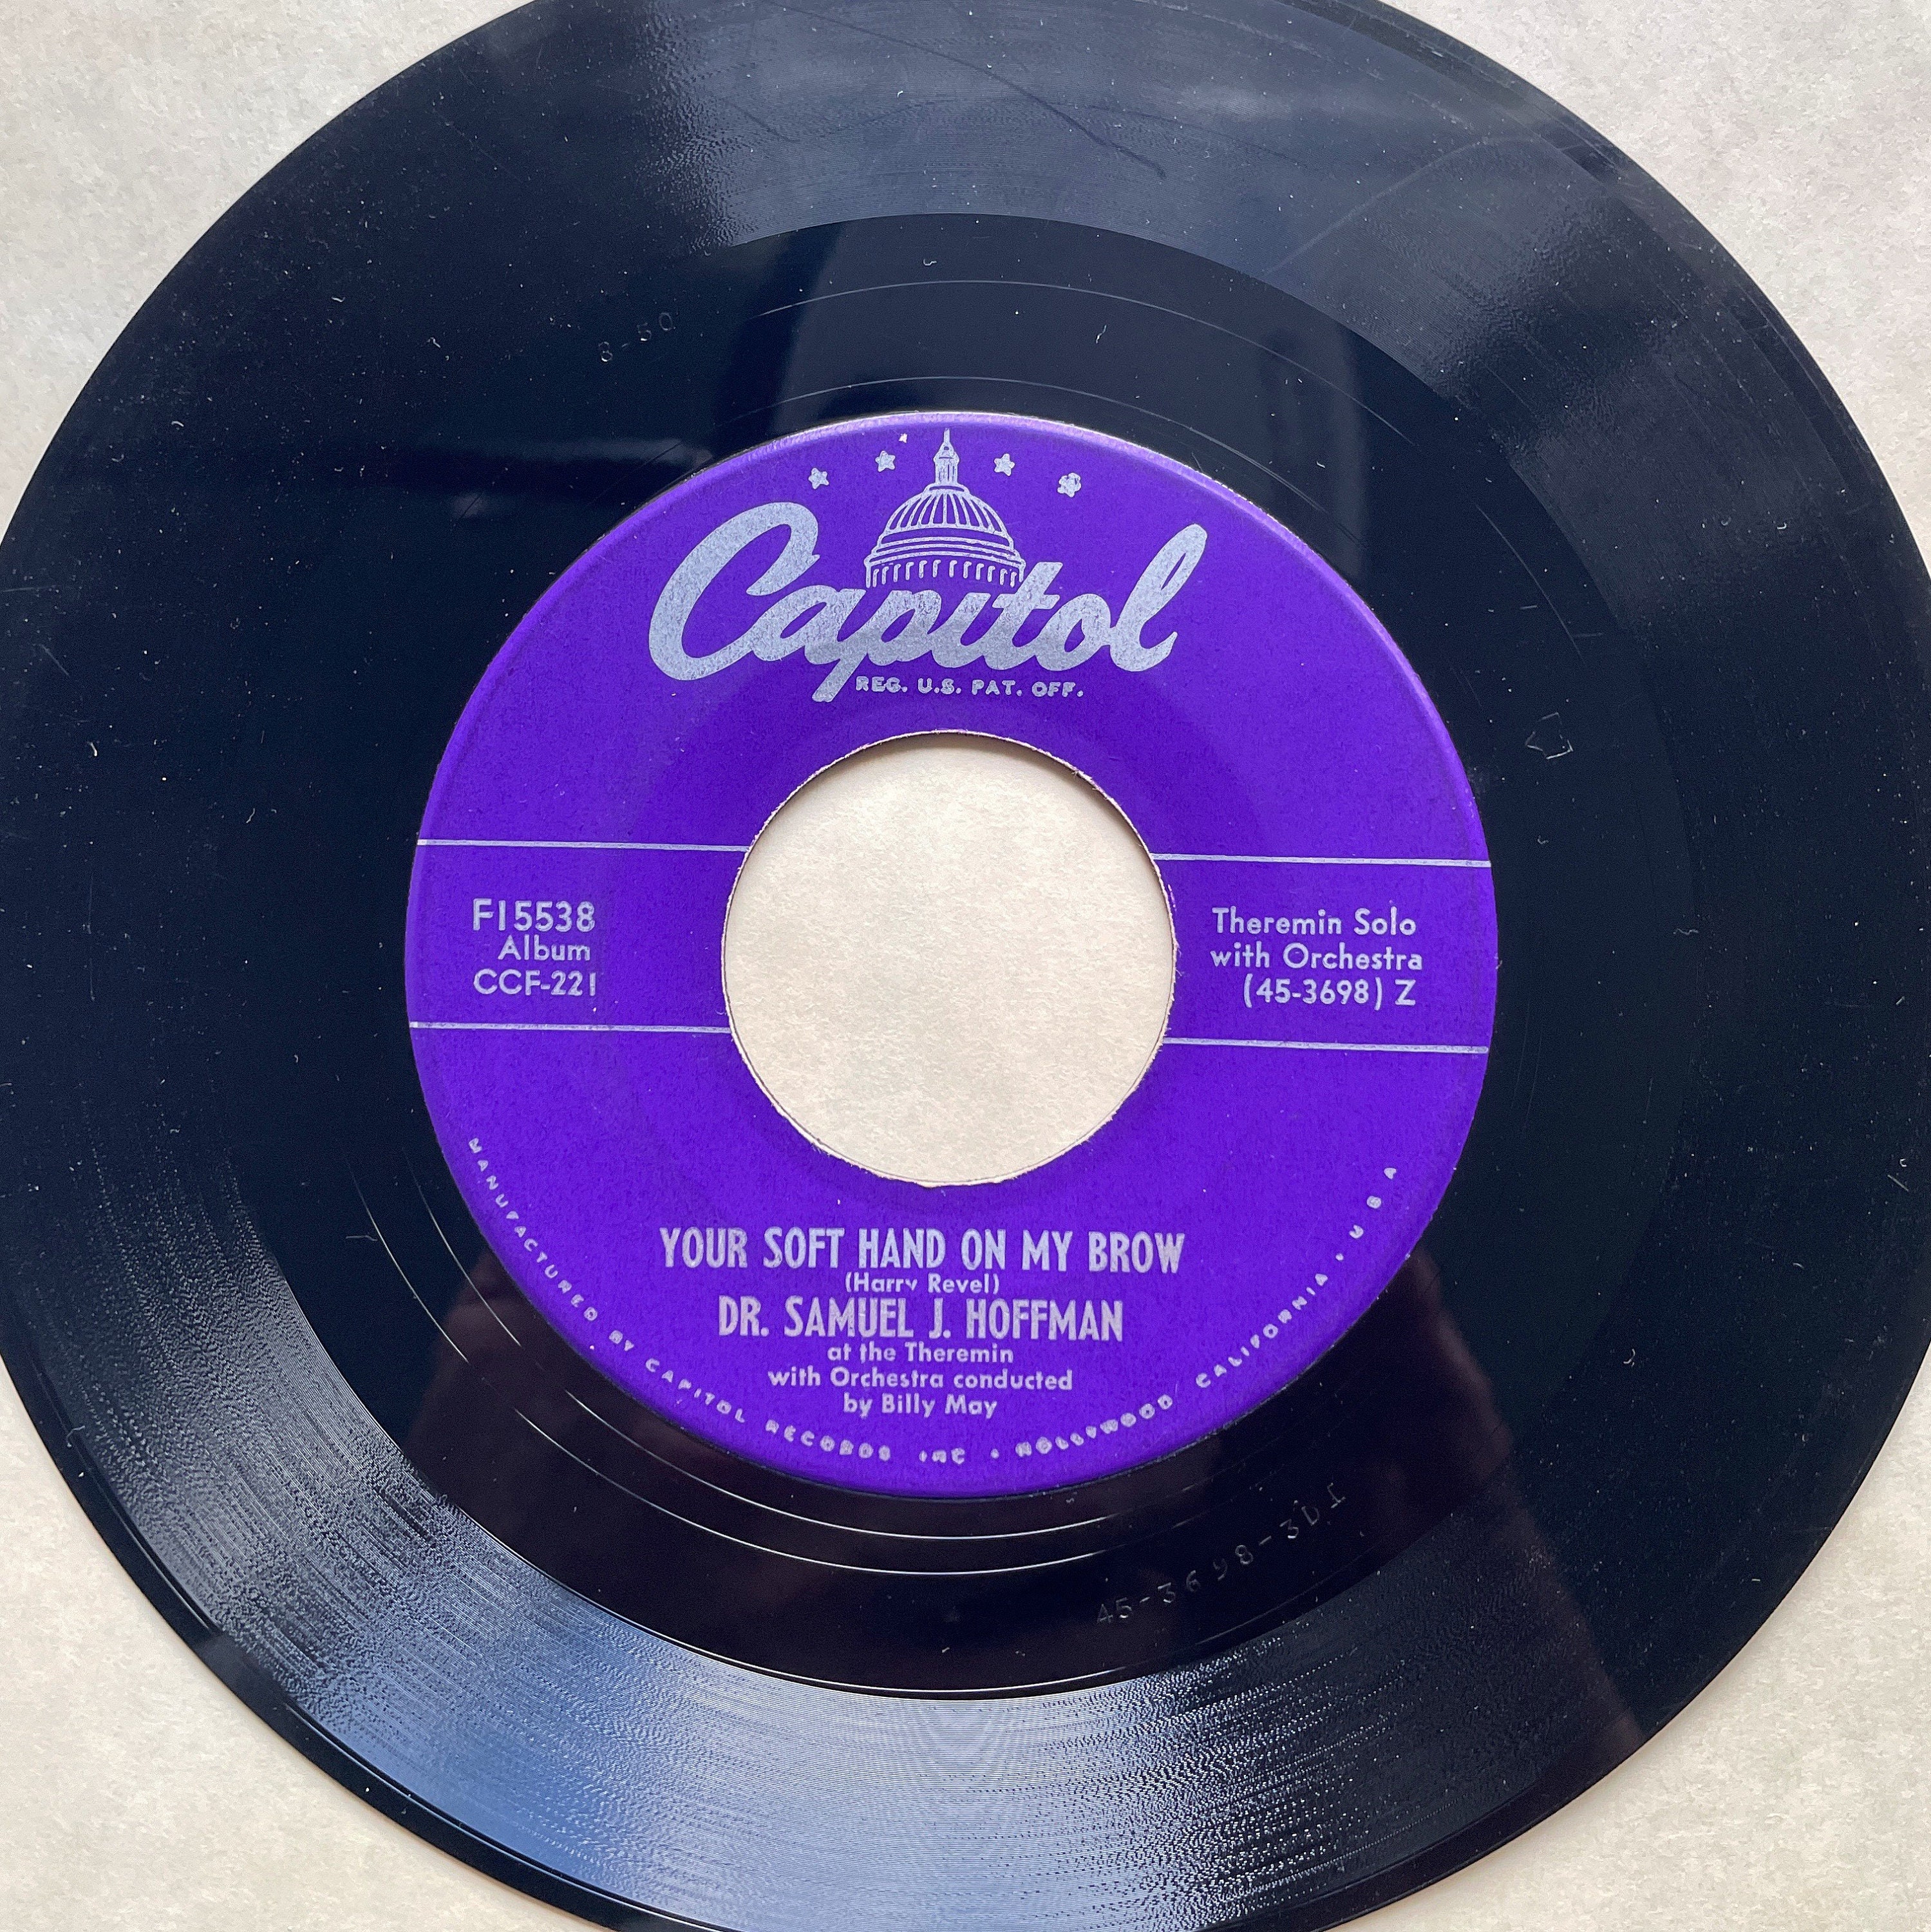 8-50
Capitol
REG. U.S. PAT. OFF.
F15538
Album
CCF-221
Theremin Solo
with Orchestra
(45-3698) Z
YOUR SOFT HAND ON MY BROW
(Harry Revel)
DR. SAMUEL J. HOFFMAN
at the Theremin
with Orchestra conducted
by Billy May
MANUFACTURED BY CAPITOL RECORDS INC • HOLLYWOOD CALIFORNIA, U S A
45-3698-3D1